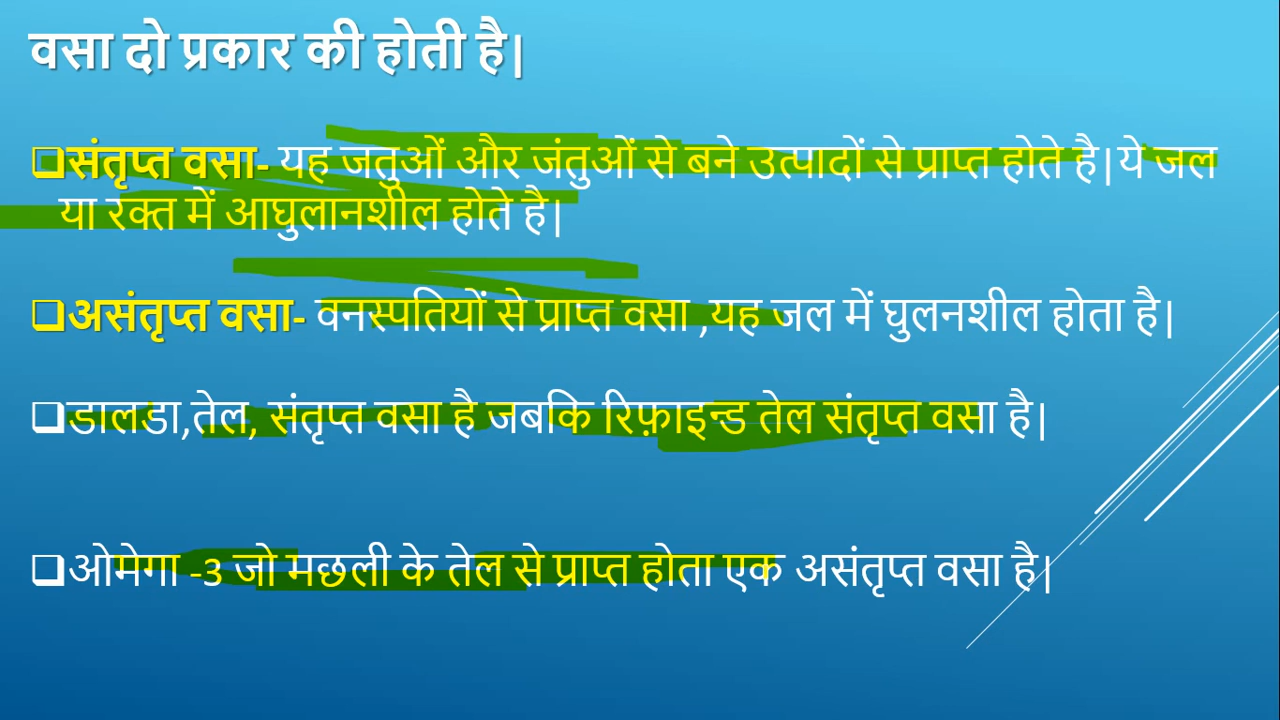 वसा दो प्रकार की होती है|
❑संतृप्त वसा- यह जतुओं और जंतुओं से बने उत्पादों से प्राप्त होते है|ये जल
या रक्त में आघुलानशील होते है|
❑असंतृप्त वसा- वनस्पतियों से प्राप्त वसा ,यह जल में घुलनशील होता है|
❑डालडा,तेल, संतृप्त वसा है जबकि रिफ़ाइन्ड तेल संतृप्त वसा है|
❑ओमेगा -3 जो मछली के तेल से प्राप्त होता एक असंतृप्त वसा है|